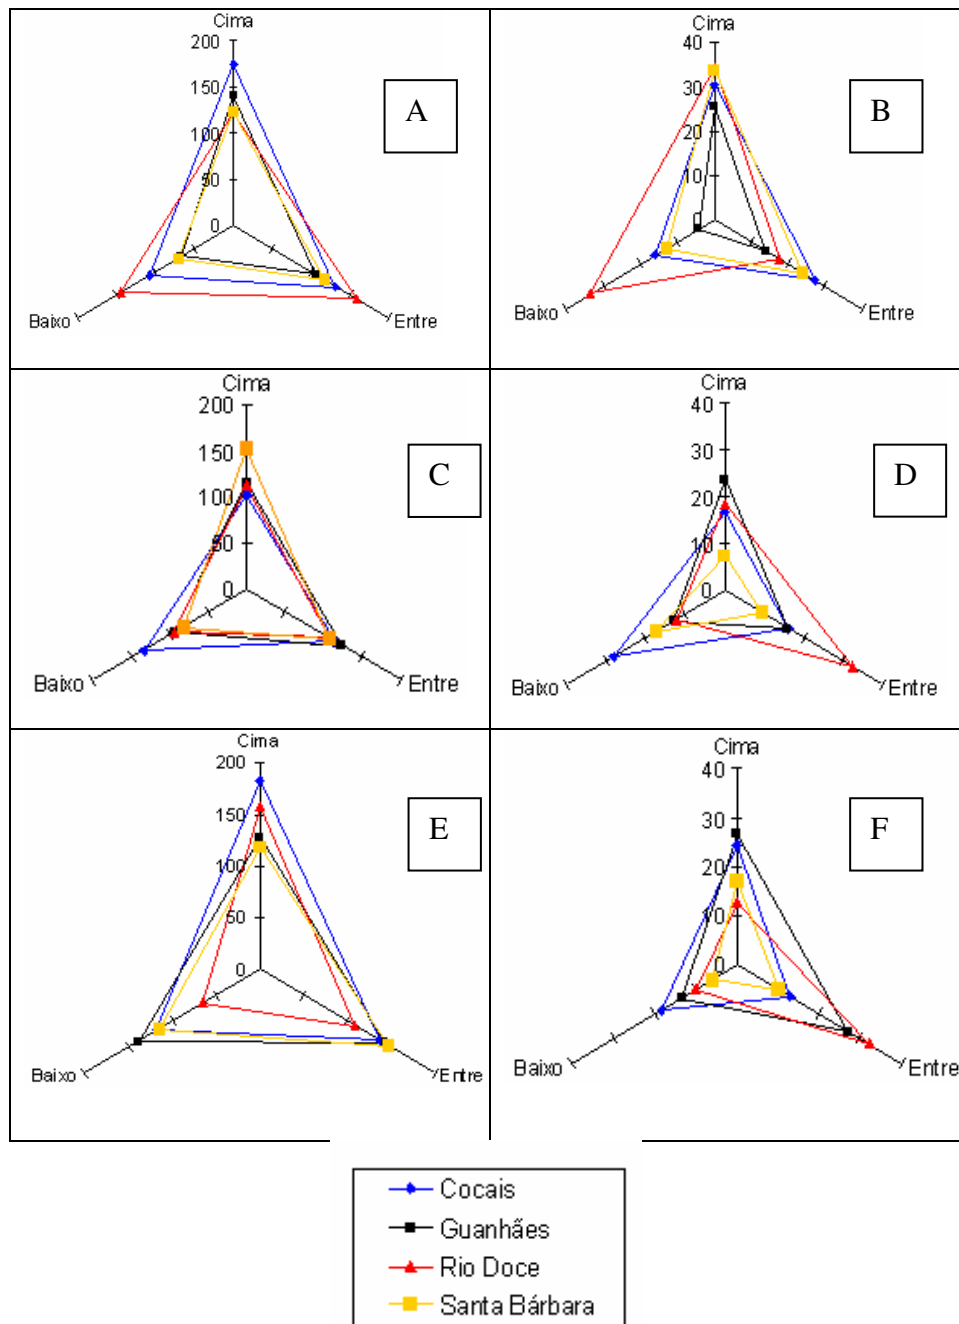 Cima
200
150
100
50
0
Baixo
Entre
A
Cima
40
30
20
10
0
Baixo
Entre
B
Cima
200
150
100
50
0
Baixo
Entre
C
Cima
40
30
20
10
0
Baixo
Entre
D
Cima
200
150
100
50
0
Baixo
Entre
E
Cima
40
30
20
10
0
Baixo
Entre
F
Cocais
Guanhães
Rio Doce
Santa Bárbara